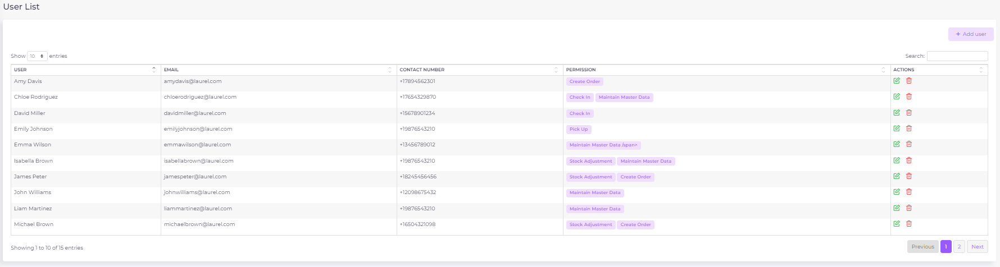 User List
+ Add user
Show 10 entries Search:
USER EMAIL CONTACT NUMBER PERMISSION ACTIONS
Amy Davis amydavis@laurel.com +17894562301 Create Order
Chloe Rodriguez chloerodriguez@laurel.com +17654329870 Check In Maintain Master Data
David Miller davidmiller@laurel.com +15678901234 Check In
Emily Johnson emilyjohnson@laurel.com +19876543210 Pick Up
Emma Wilson emmawilson@laurel.com +13456789012 Maintain Master Data /span>
Isabella Brown isabellabrown@laurel.com +19876543210 Stock Adjustment Maintain Master Data
James Peter jamespeter@laurel.com +18245456456 Stock Adjustment Create Order
John Williams johnwilliams@laurel.com +12098675432 Maintain Master Data
Liam Martinez liammartinez@laurel.com +19876543210 Maintain Master Data
Michael Brown michaelbrown@laurel.com +16504321098 Stock Adjustment Create Order
Showing 1 to 10 of 15 entries Previous 1 2 Next